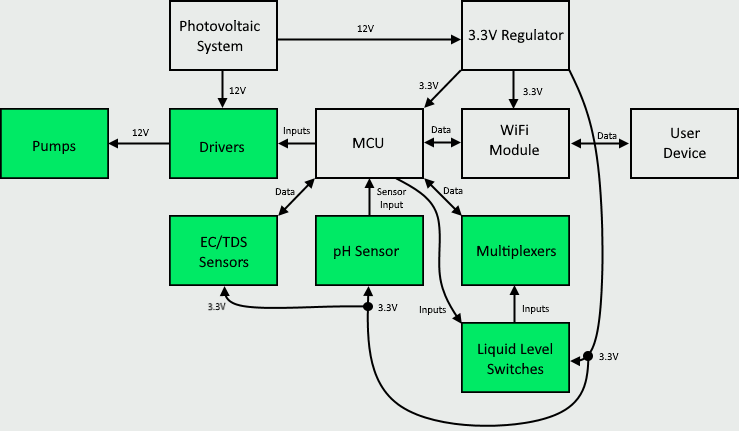 Photovoltaic
System
12V
3.3V Regulator
12V
3.3V
3.3V
Pumps
12V
Drivers
Inputs
MCU
Data
WiFi
Module
Data
User
Device
Data
Sensor
Input
Data
EC/TDS
Sensors
pH Sensor
Multiplexers
3.3V
3.3V
Inputs
Inputs
Liquid Level
Switches
3.3V